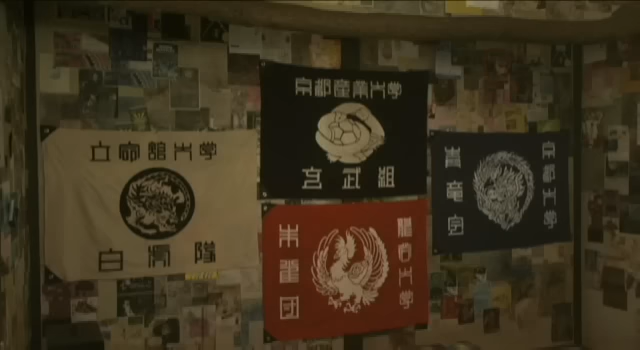 立命館大学
白虎隊
京都産業大学
玄武組
龍谷大学
朱雀団
京都大学
青竜会